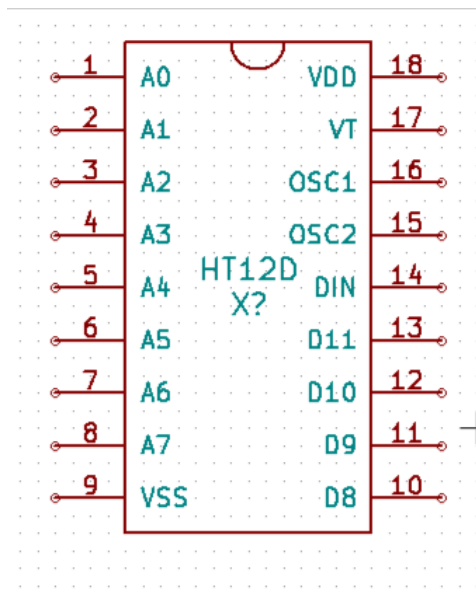 1 A0 VDD 18
2 A1 VT 17
3 A2 OSC1 16
4 A3 OSC2 15
HT12D
5 A4 DIN 14
X?
6 A5 D11 13
7 A6 D10 12
8 A7 D9 11
9 VSS D8 10